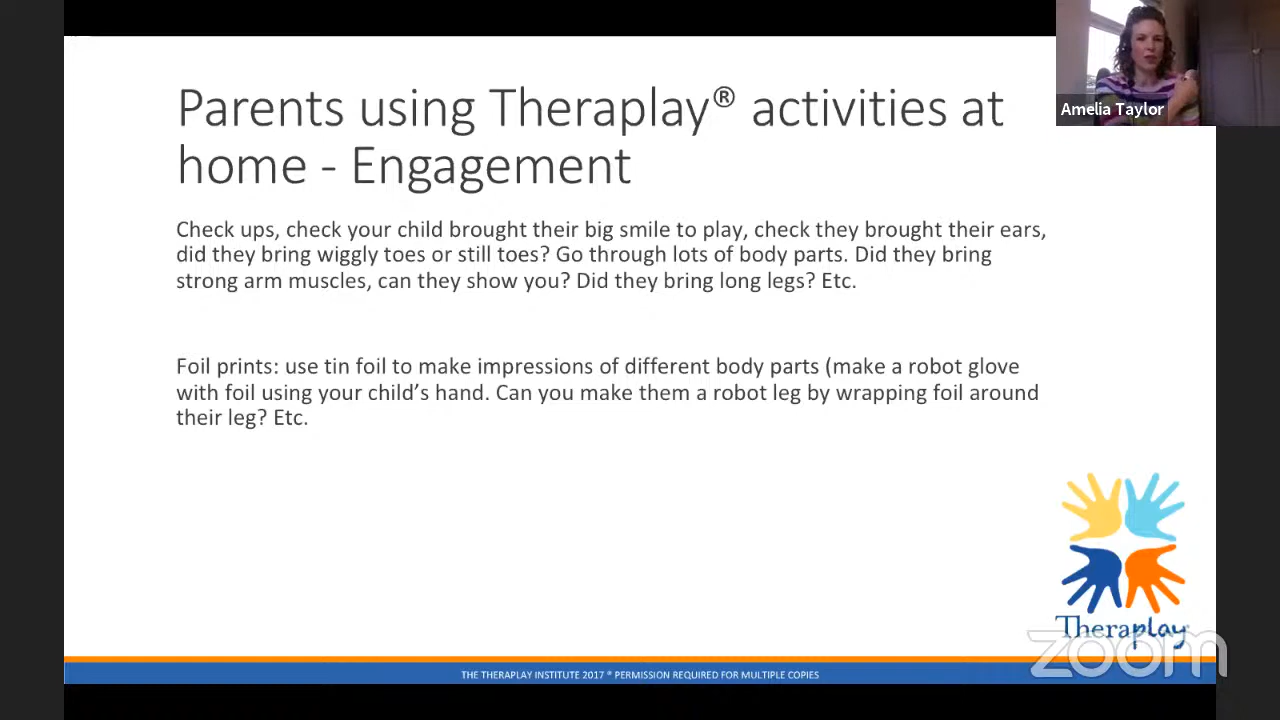 Parents using Theraplay® activities at
home - Engagement
Amelia Taylor
Check ups, check your child brought their big smile to play, check they brought their ears,
did they bring wiggly toes or still toes? Go through lots of body parts. Did they bring
strong arm muscles, can they show you? Did they bring long legs? Etc.
Foil prints: use tin foil to make impressions of different body parts (make a robot glove
with foil using your child’s hand. Can you make them a robot leg by wrapping foil around
their leg? Etc.
Theraplay
zoom
THE THERAPLAY INSTITUTE 2017 ® PERMISSION REQUIRED FOR MULTIPLE COPIES